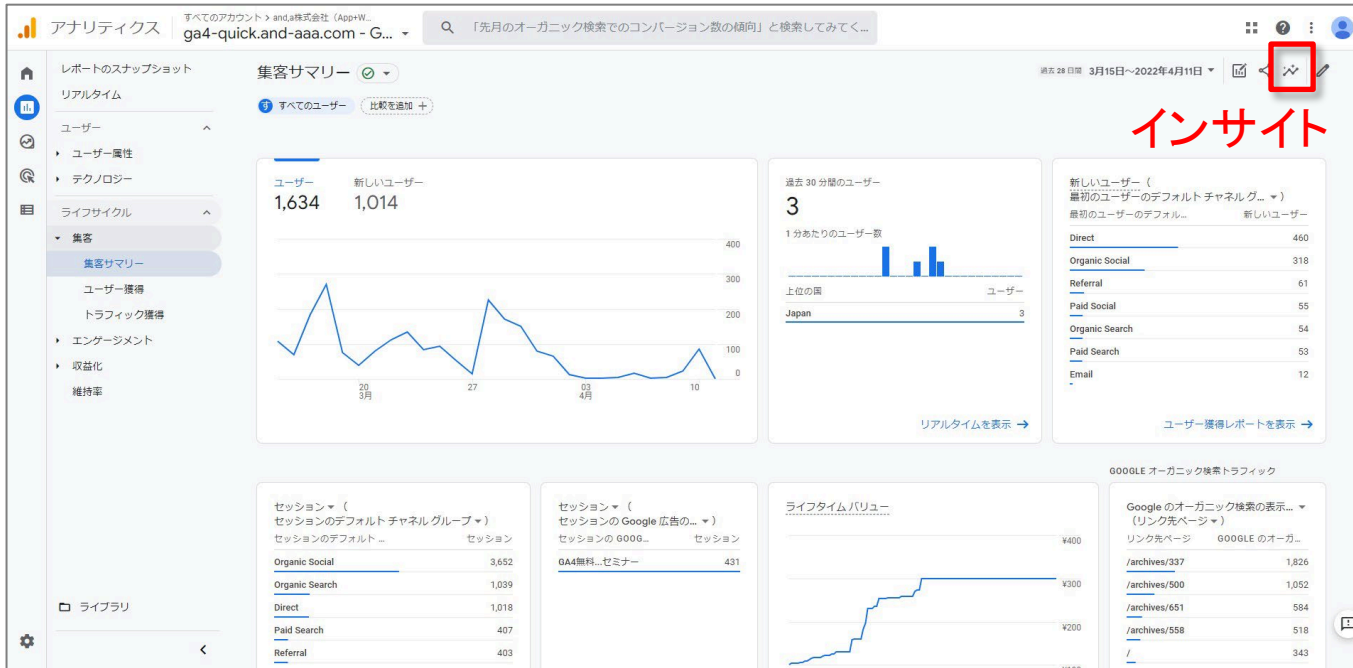 アナリティクス
すべてのアカウント > and,a株式会社（App+W...
ga4-quick.and-aaa.com - G...
「先月のオーガニック検索でのコンバージョン数の傾向」と検索してみてく...
レポートのスナップショット
リアルタイム
ユーザー
ユーザー属性
テクノロジー
ライフサイクル
集客
集客サマリー
ユーザー獲得
トラフィック獲得
エンゲージメント
収益化
維持率
ライブラリ
集客サマリー
過去 28 日間 3月15日～2022年4月11日
す すべてのユーザー 比較を追加 +
インサイト
ユーザー 新しいユーザー
1,634 1,014
400
300
200
100
0
20 27 03 10
3月 4月
過去 30 分間のユーザー
3
1 分あたりのユーザー数
上位の国 ユーザー
Japan 3
リアルタイムを表示 →
新しいユーザー（
最初のユーザーのデフォルト チャネル グ... ）
最初のユーザーのデフォル... 新しいユーザー
Direct 460
Organic Social 318
Referral 61
Paid Social 55
Organic Search 54
Paid Search 53
Email 12
ユーザー獲得レポートを表示 →
セッション（
セッションのデフォルト チャネル グループ）
セッションのデフォルト ... セッション
Organic Social 3,652
Organic Search 1,039
Direct 1,018
Paid Search 407
Referral 403
セッション（
セッションの Google 広告の... ）
セッションの GOOG... セッション
GA4無料...セミナー 431
ライフタイム バリュー
¥400
¥300
¥200
GOOGLE オーガニック検索トラフィック
Google のオーガニック検索の表示...
（リンク先ページ）
リンク先ページ GOOGLE のオーガ...
/archives/337 1,826
/archives/500 1,052
/archives/651 584
/archives/558 518
/ 343